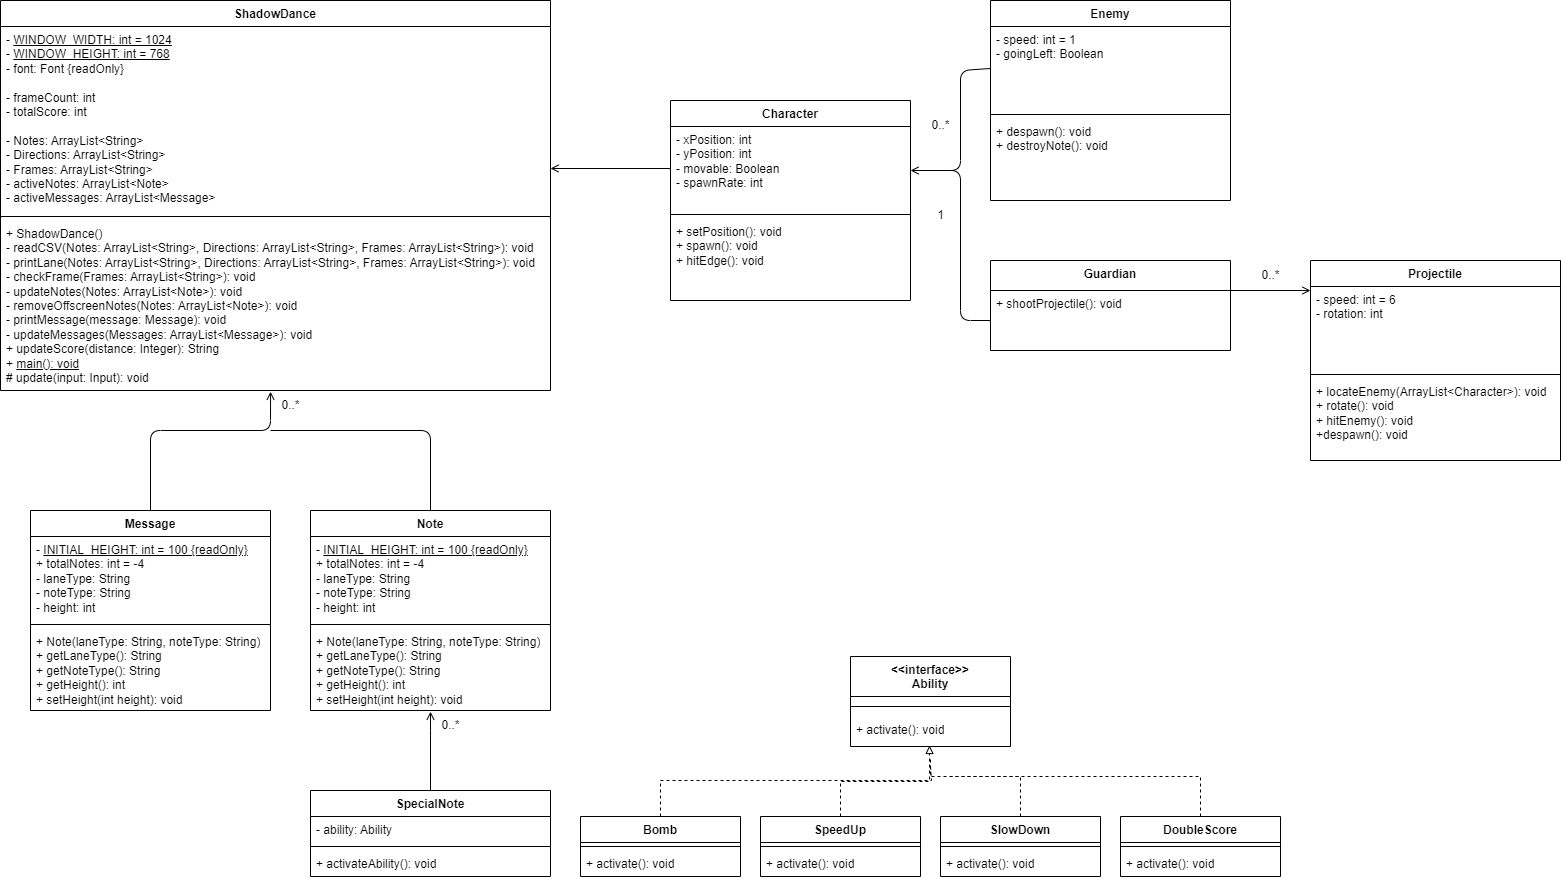 ShadowDance
- WINDOW_WIDTH: int = 1024
- WINDOW_HEIGHT: int = 768
- font: Font {readOnly}
- frameCount: int
- totalScore: int
- Notes: ArrayList<String>
- Directions: ArrayList<String>
- Frames: ArrayList<String>
- activeNotes: ArrayList<Note>
- activeMessages: ArrayList<Message>
+ ShadowDance()
- readCSV(Notes: ArrayList<String>, Directions: ArrayList<String>, Frames: ArrayList<String>): void
- printLane(Notes: ArrayList<String>, Directions: ArrayList<String>, Frames: ArrayList<String>): void
- checkFrame(Frames: ArrayList<String>): void
- updateNotes(Notes: ArrayList<Note>): void
- removeOffscreenNotes(Notes: ArrayList<Note>): void
- printMessage(message: Message): void
- updateMessages(Messages: ArrayList<Message>): void
+ updateScore(distance: Integer): String
+ main(): void
# update(input: Input): void
Character
- xPosition: int
- yPosition: int
- movable: Boolean
- spawnRate: int
+ setPosition(): void
+ spawn(): void
+ hitEdge(): void
0..*
1
Enemy
- speed: int = 1
- goingLeft: Boolean
+ despawn(): void
+ destroyNote(): void
Guardian
+ shootProjectile(): void
0..*
Projectile
- speed: int = 6
- rotation: int
+ locateEnemy(ArrayList<Character>): void
+ rotate(): void
+ hitEnemy(): void
+despawn(): void
0..*
Message
- INITIAL_HEIGHT: int = 100 {readOnly}
+ totalNotes: int = -4
- laneType: String
- noteType: String
- height: int
+ Note(laneType: String, noteType: String)
+ getLaneType(): String
+ getNoteType(): String
+ getHeight(): int
+ setHeight(int height): void
Note
- INITIAL_HEIGHT: int = 100 {readOnly}
+ totalNotes: int = -4
- laneType: String
- noteType: String
- height: int
+ Note(laneType: String, noteType: String)
+ getLaneType(): String
+ getNoteType(): String
+ getHeight(): int
+ setHeight(int height): void
0..*
SpecialNote
- ability: Ability
+ activateAbility(): void
<<interface>>
Ability
+ activate(): void
Bomb
+ activate(): void
SpeedUp
+ activate(): void
SlowDown
+ activate(): void
DoubleScore
+ activate(): void